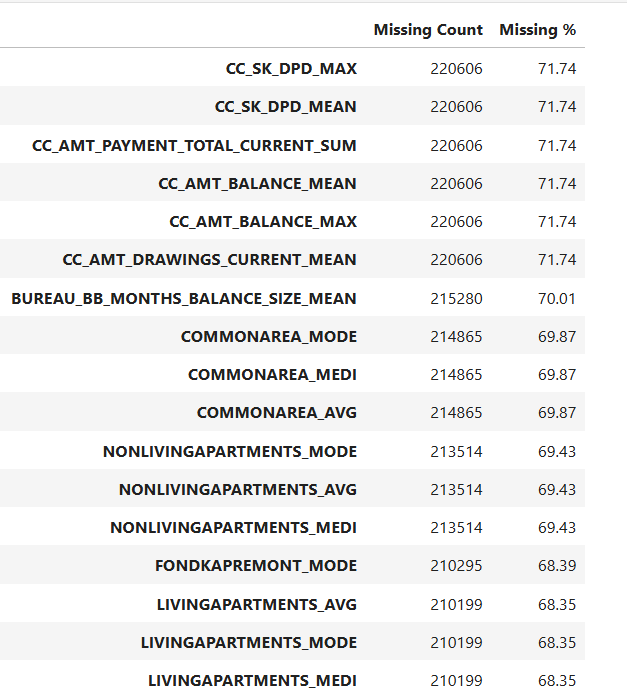 Missing Count Missing %
CC_SK_DPD_MAX 220606 71.74
CC_SK_DPD_MEAN 220606 71.74
CC_AMT_PAYMENT_TOTAL_CURRENT_SUM 220606 71.74
CC_AMT_BALANCE_MEAN 220606 71.74
CC_AMT_BALANCE_MAX 220606 71.74
CC_AMT_DRAWINGS_CURRENT_MEAN 220606 71.74
BUREAU_BB_MONTHS_BALANCE_SIZE_MEAN 215280 70.01
COMMONAREA_MODE 214865 69.87
COMMONAREA_MEDI 214865 69.87
COMMONAREA_AVG 214865 69.87
NONLIVINGAPARTMENTS_MODE 213514 69.43
NONLIVINGAPARTMENTS_AVG 213514 69.43
NONLIVINGAPARTMENTS_MEDI 213514 69.43
FONDKAPREMONT_MODE 210295 68.39
LIVINGAPARTMENTS_AVG 210199 68.35
LIVINGAPARTMENTS_MODE 210199 68.35
LIVINGAPARTMENTS_MEDI 210199 68.35